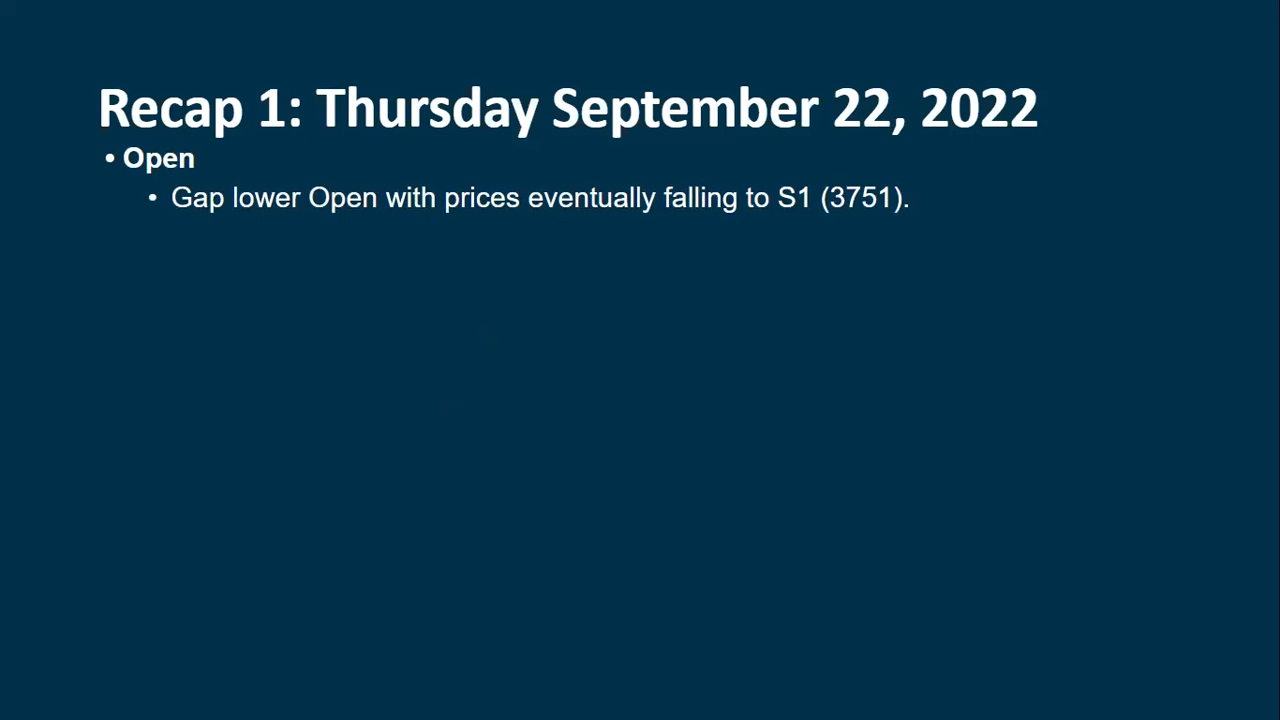 Recap 1: Thursday September 22, 2022
• Open
• Gap lower Open with prices eventually falling to S1 (3751).